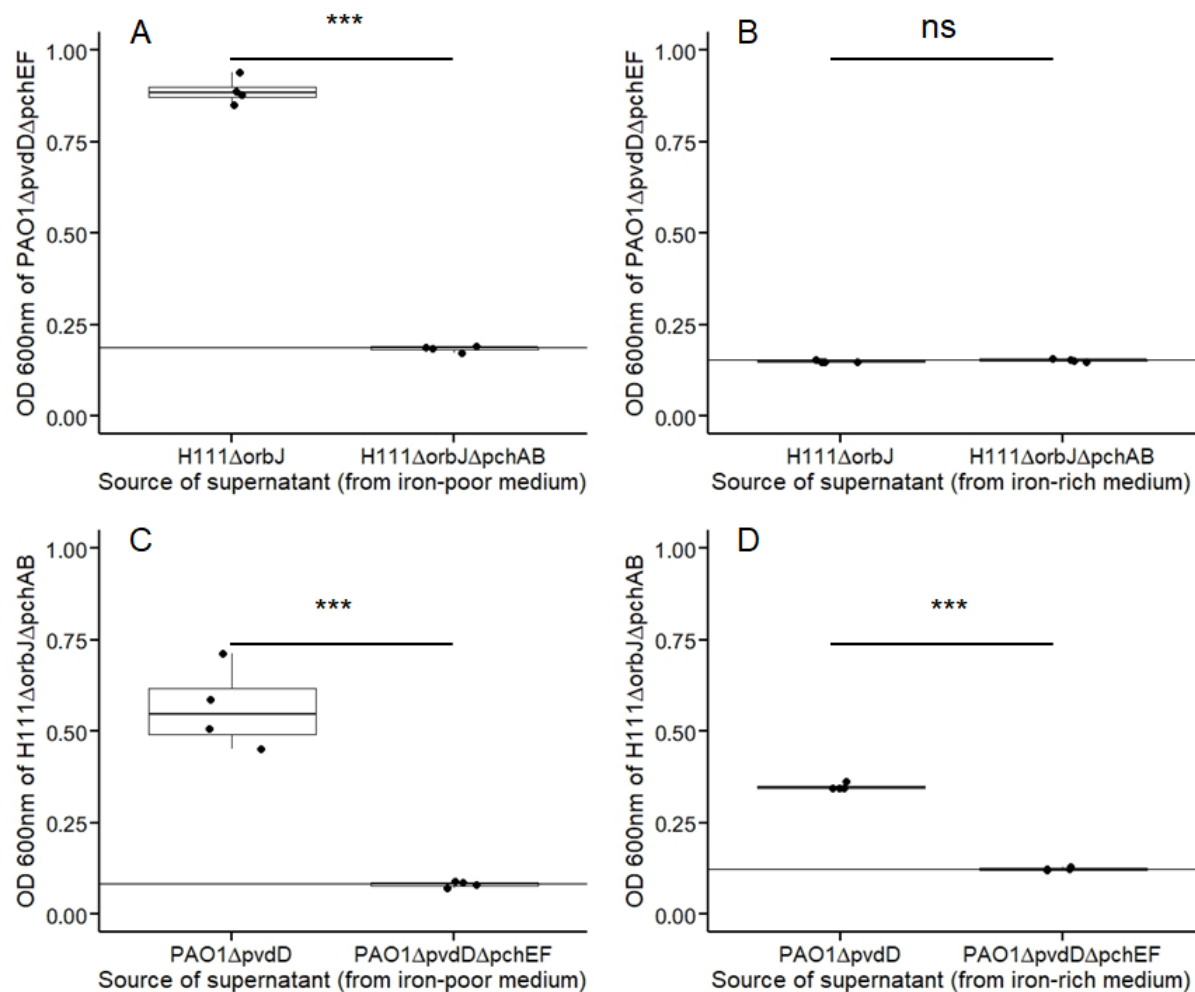 A
***
OD 600nm of PAO1ΔpvdDΔpchEF
1.00
0.75
0.50
0.25
0.00
H111ΔorbJ
H111ΔorbJΔpchAB
Source of supernatant (from iron-poor medium)
B
ns
OD 600nm of PAO1ΔpvdDΔpchEF
1.00
0.75
0.50
0.25
0.00
H111ΔorbJ
H111ΔorbJΔpchAB
Source of supernatant (from iron-rich medium)
C
***
OD 600nm of H111ΔorbJΔpchAB
1.00
0.75
0.50
0.25
0.00
PAO1ΔpvdD
PAO1ΔpvdDΔpchEF
Source of supernatant (from iron-poor medium)
D
***
OD 600nm of H111ΔorbJΔpchAB
1.00
0.75
0.50
0.25
0.00
PAO1ΔpvdD
PAO1ΔpvdDΔpchEF
Source of supernatant (from iron-rich medium)